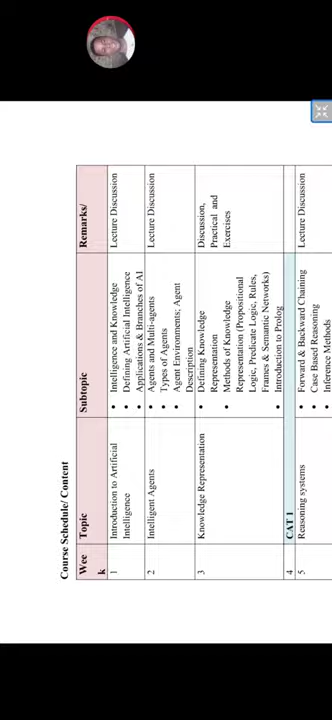 Course Schedule/ Content
Wee
k
Topic
Subtopic
Remarks/
1
Introduction to Artificial
Intelligence
• Intelligence and Knowledge
• Defining Artificial Intelligence
• Applications & Branches of AI
Lecture Discussion
2
Intelligent Agents
• Agents and Multi-agents
• Types of Agents
• Agent Environments; Agent
Description
Lecture Discussion
3
Knowledge Representation
• Defining Knowledge
Representation
• Methods of Knowledge
Representation (Propositional
Logic, Predicate Logic, Rules,
Frames & Semantic Networks)
• Introduction to Prolog
Discussion,
Practical and
Exercises
4
CAT 1
5
Reasoning systems
• Forward & Backward Chaining
• Case Based Reasoning
• Inference Methods
Lecture Discussion